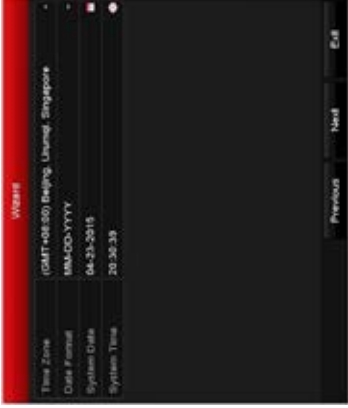 Wizard
Time Zone (GMT+08:00) Beijing, Urumqi, Singapore
Date Format MM-DD-YYYY
System Date 04-23-2015
System Time 20:30:39
Previous Next Exit